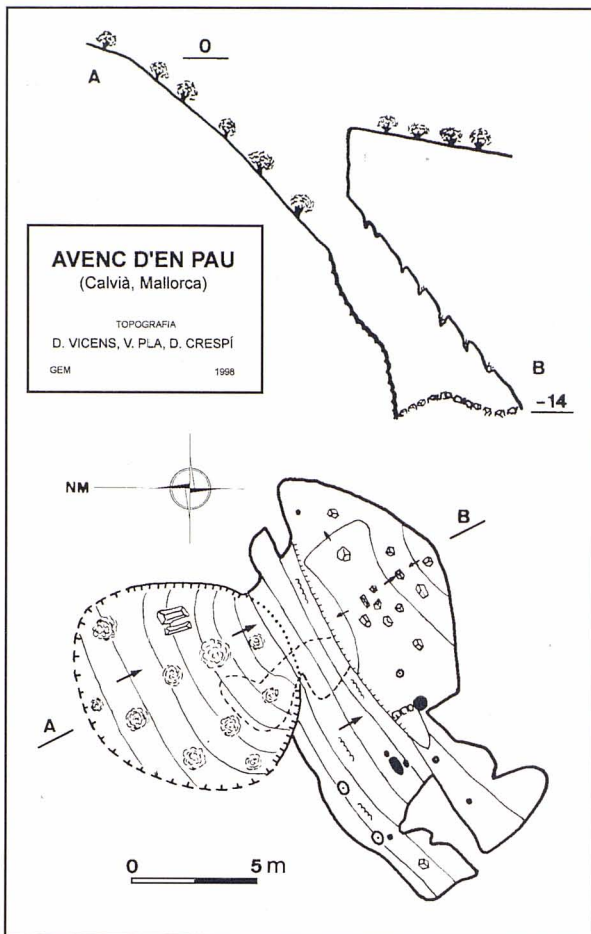 0
A
AVENC D'EN PAU
(Calvià, Mallorca)
TOPOGRAFIA
D. VICENS, V. PLA, D. CRESPÍ
GEM 1998
B
-14
NM
B
A
0 5 m